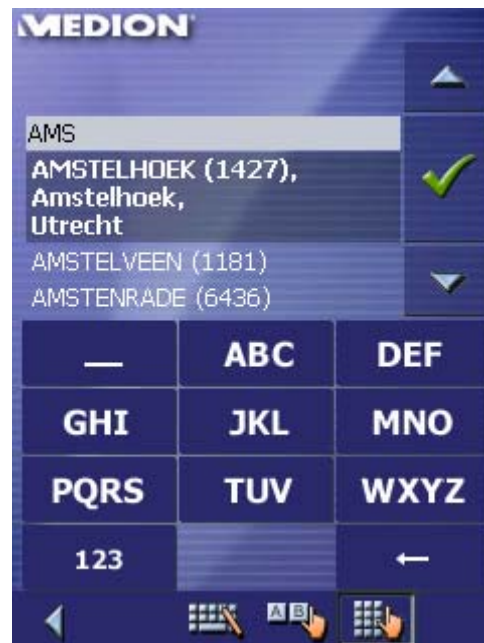 MEDION
AMS
AMSTELHOEK (1427),
Amstelhoek,
Utrecht
AMSTELVEEN (1181)
AMSTENRADE (6436)
_ ABC DEF
GHI JKL MNO
PQRS TUV WXYZ
123 ←
A B